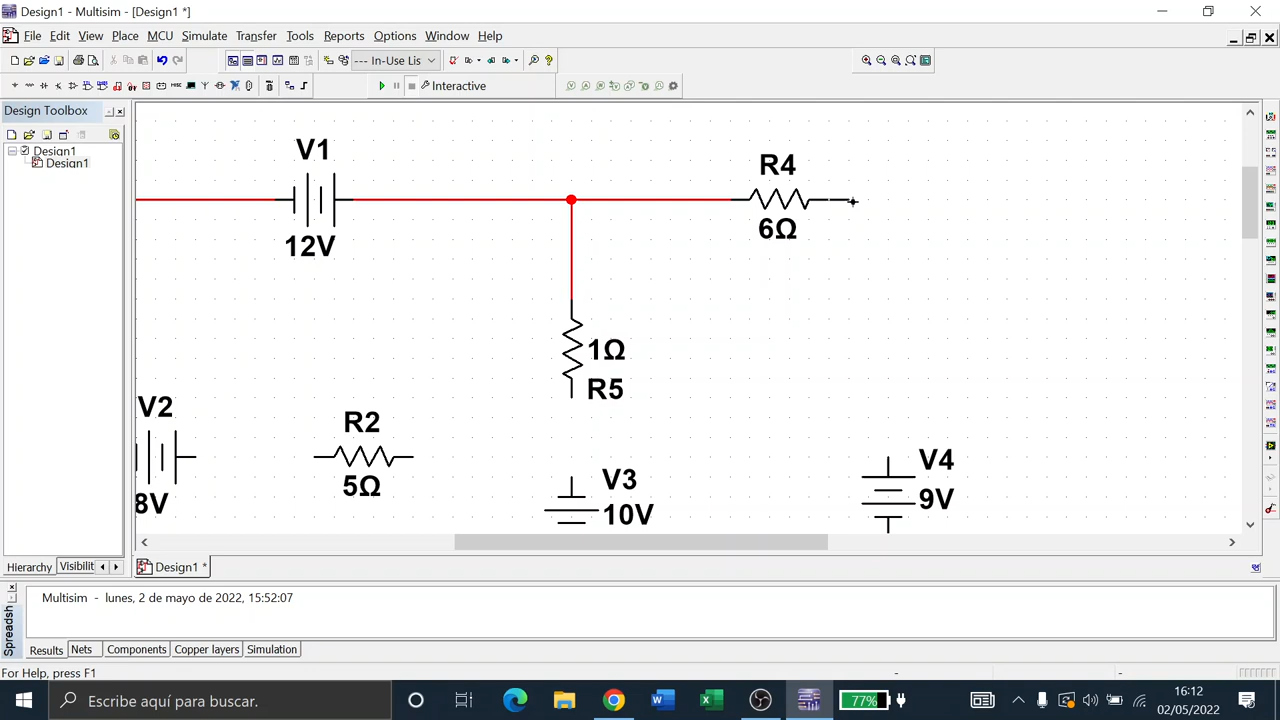 Design1 - Multisim - [Design1 *]
File Edit View Place MCU Simulate Transfer Tools Reports Options Window Help
--- In-Use Lis
Interactive
Design Toolbox
Design1
Design1
V1
12V
R4
6Ω
1Ω
R5
V2
8V
R2
5Ω
V3
10V
V4
9V
Hierarchy Visibilit
Design1 *
Multisim - lunes, 2 de mayo de 2022, 15:52:07
Spreadsh
Results Nets Components Copper layers Simulation
For Help, press F1
Escribe aquí para buscar.
77%
16:12
02/05/2022